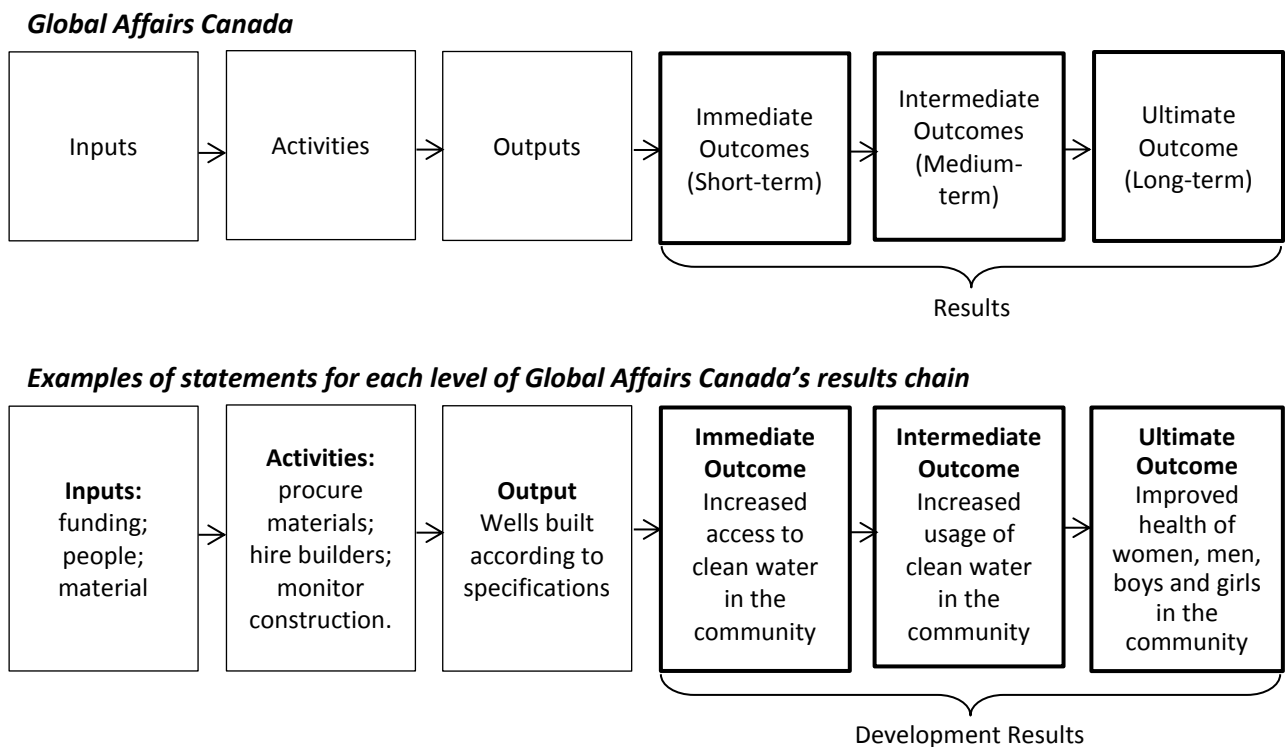 Global Affairs Canada
Inputs
Activities
Outputs
Immediate
Outcomes
(Short-term)
Intermediate
Outcomes
(Medium-
term)
Ultimate
Outcome
(Long-term)
Results
Examples of statements for each level of Global Affairs Canada’s results chain
Inputs:
funding;
people;
material
Activities:
procure
materials;
hire builders;
monitor
construction.
Output
Wells built
according to
specifications
Immediate
Outcome
Increased
access to
clean water
in the
community
Intermediate
Outcome
Increased
usage of
clean water
in the
community
Ultimate
Outcome
Improved
health of
women, men,
boys and girls
in the
community
Development Results